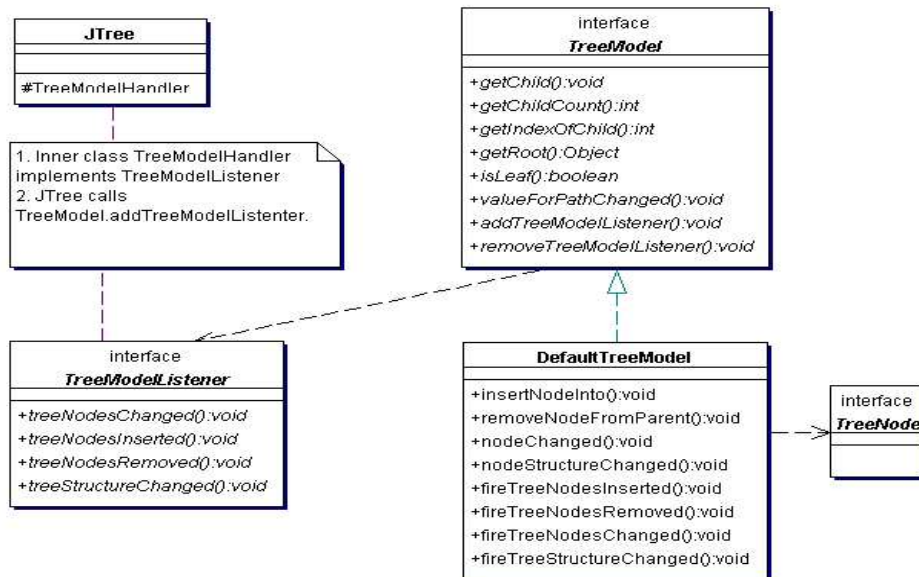 JTree
#TreeModelHandler
1. Inner class TreeModelHandler
implements TreeModelListener
2. JTree calls
TreeModel.addTreeModelListenter.
interface
TreeModel
+getChild():void
+getChildCount():int
+getIndexOfChild():int
+getRoot():Object
+isLeaf():boolean
+valueForPathChanged():void
+addTreeModelListener():void
+removeTreeModelListener():void
interface
TreeModelListener
+treeNodesChanged():void
+treeNodesInserted():void
+treeNodesRemoved():void
+treeStructureChanged():void
DefaultTreeModel
+insertNodeInto():void
+removeNodeFromParent():void
+nodeChanged():void
+nodeStructureChanged():void
+fireTreeNodesInserted():void
+fireTreeNodesRemoved():void
+fireTreeNodesChanged():void
+fireTreeStructureChanged():void
interface
TreeNode